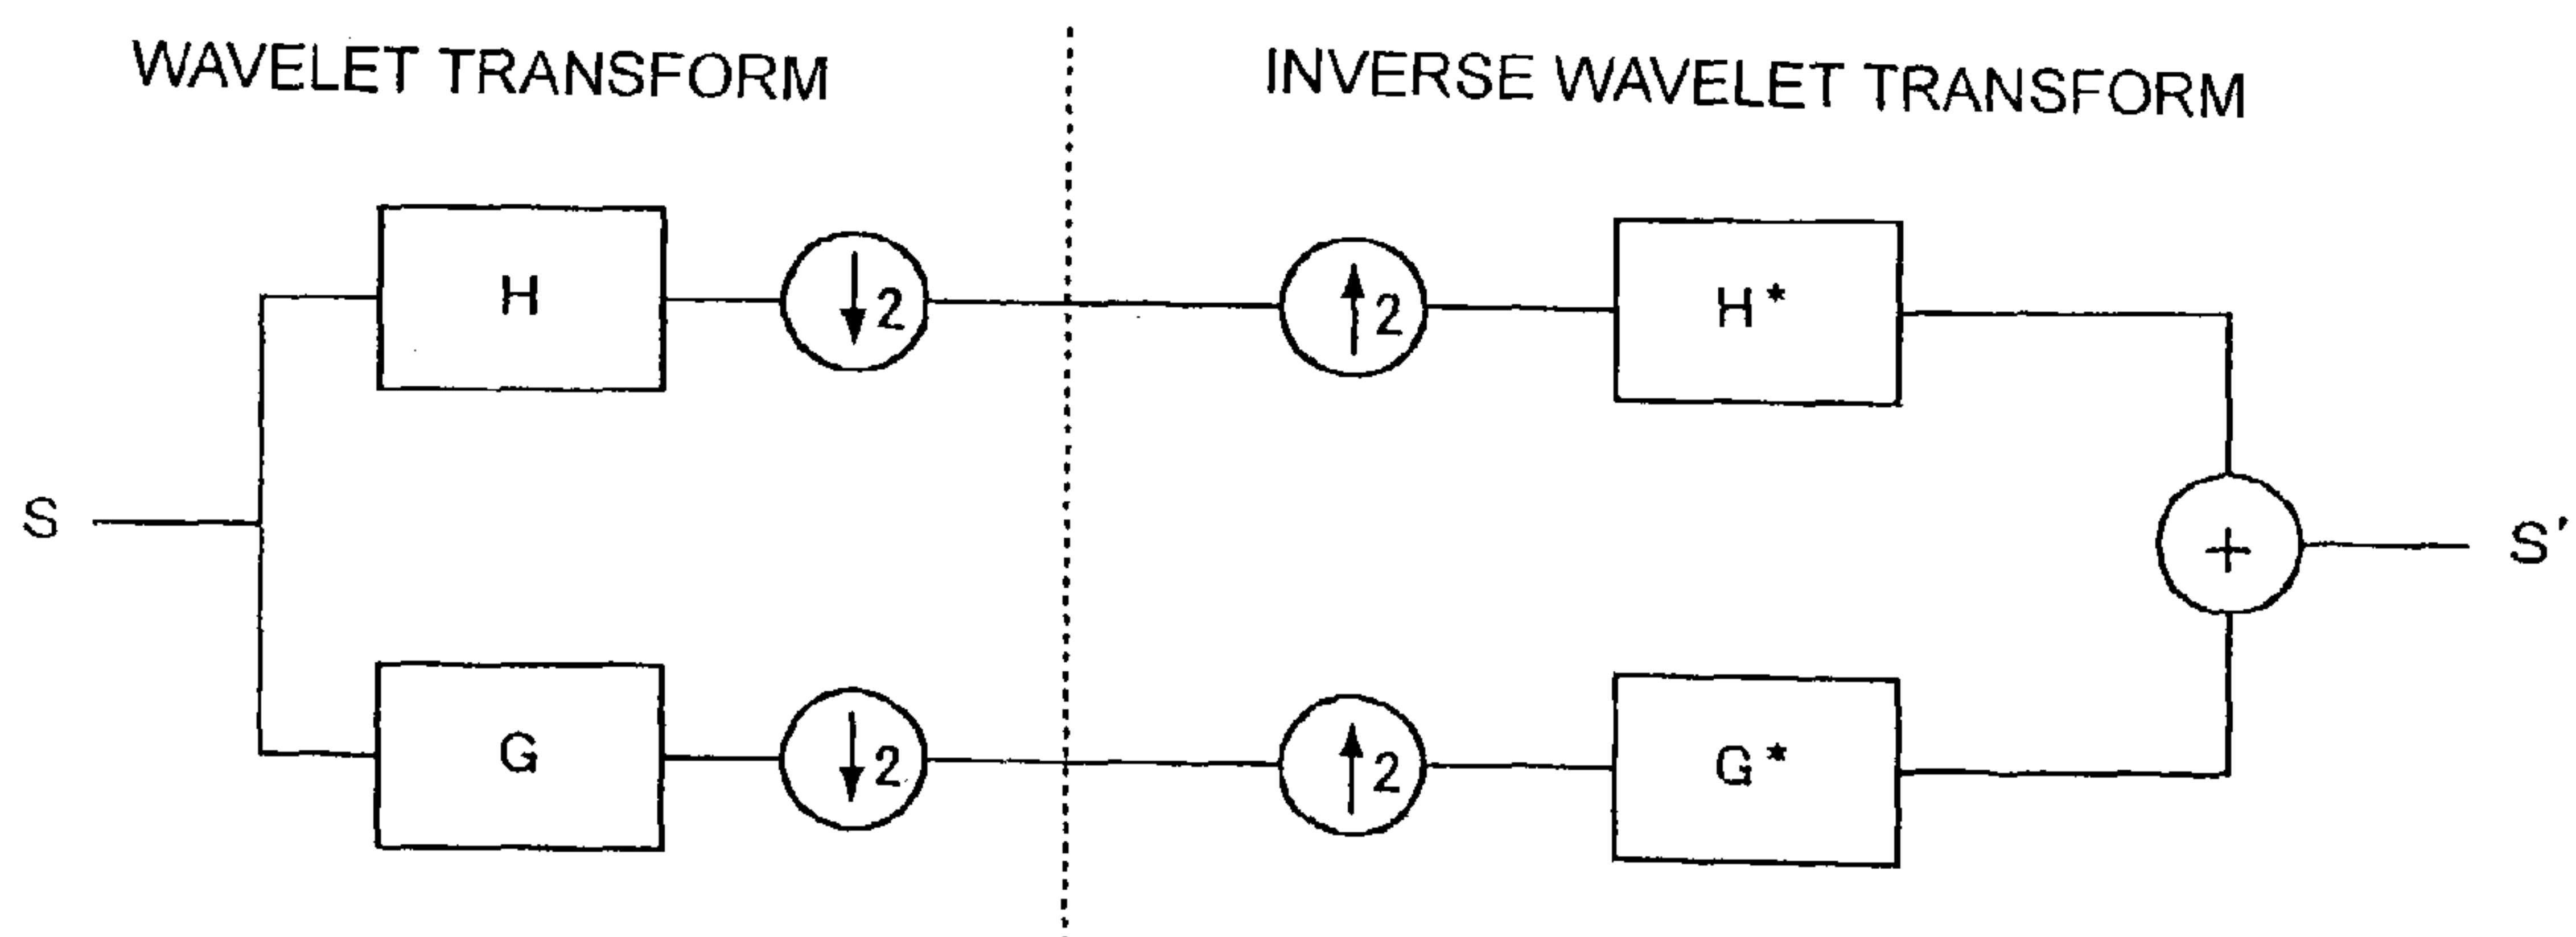 WAVELET TRANSFORM
INVERSE WAVELET TRANSFORM
H
↓2
↑2
H*
S
+
S'
G
↓2
↑2
G*